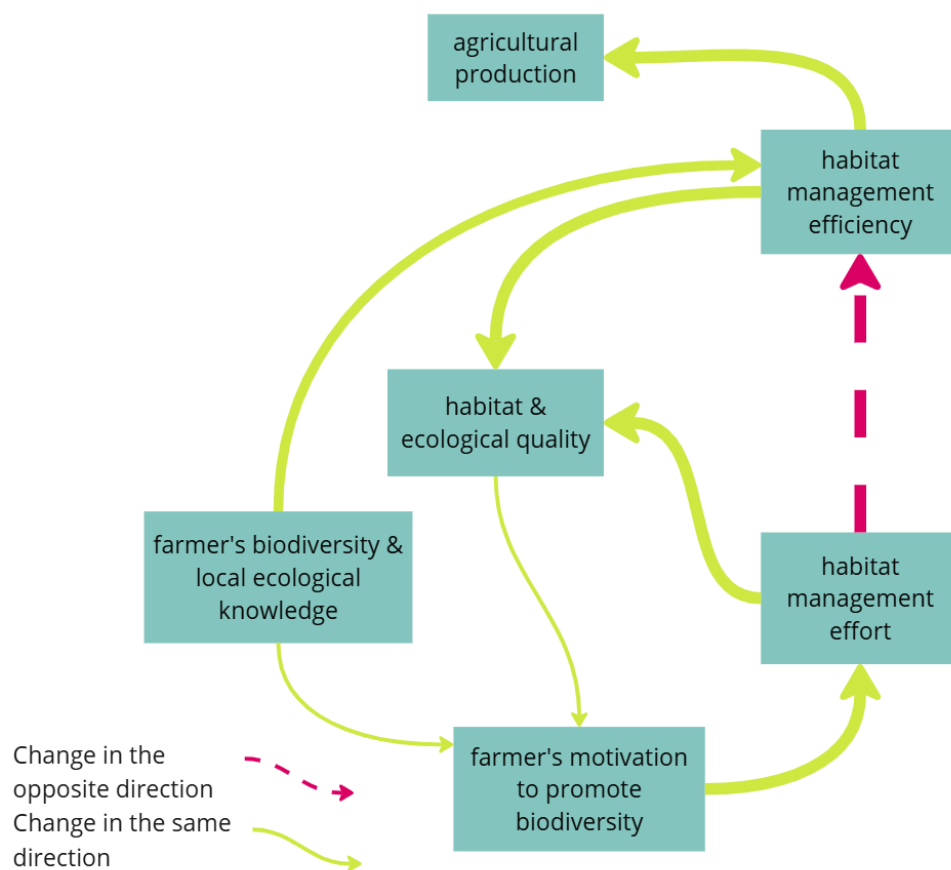 agricultural
production
habitat
management
efficiency
habitat &
ecological quality
farmer's biodiversity &
local ecological
knowledge
habitat
management
effort
farmer's motivation
to promote
biodiversity
Change in the
opposite direction
Change in the same
direction